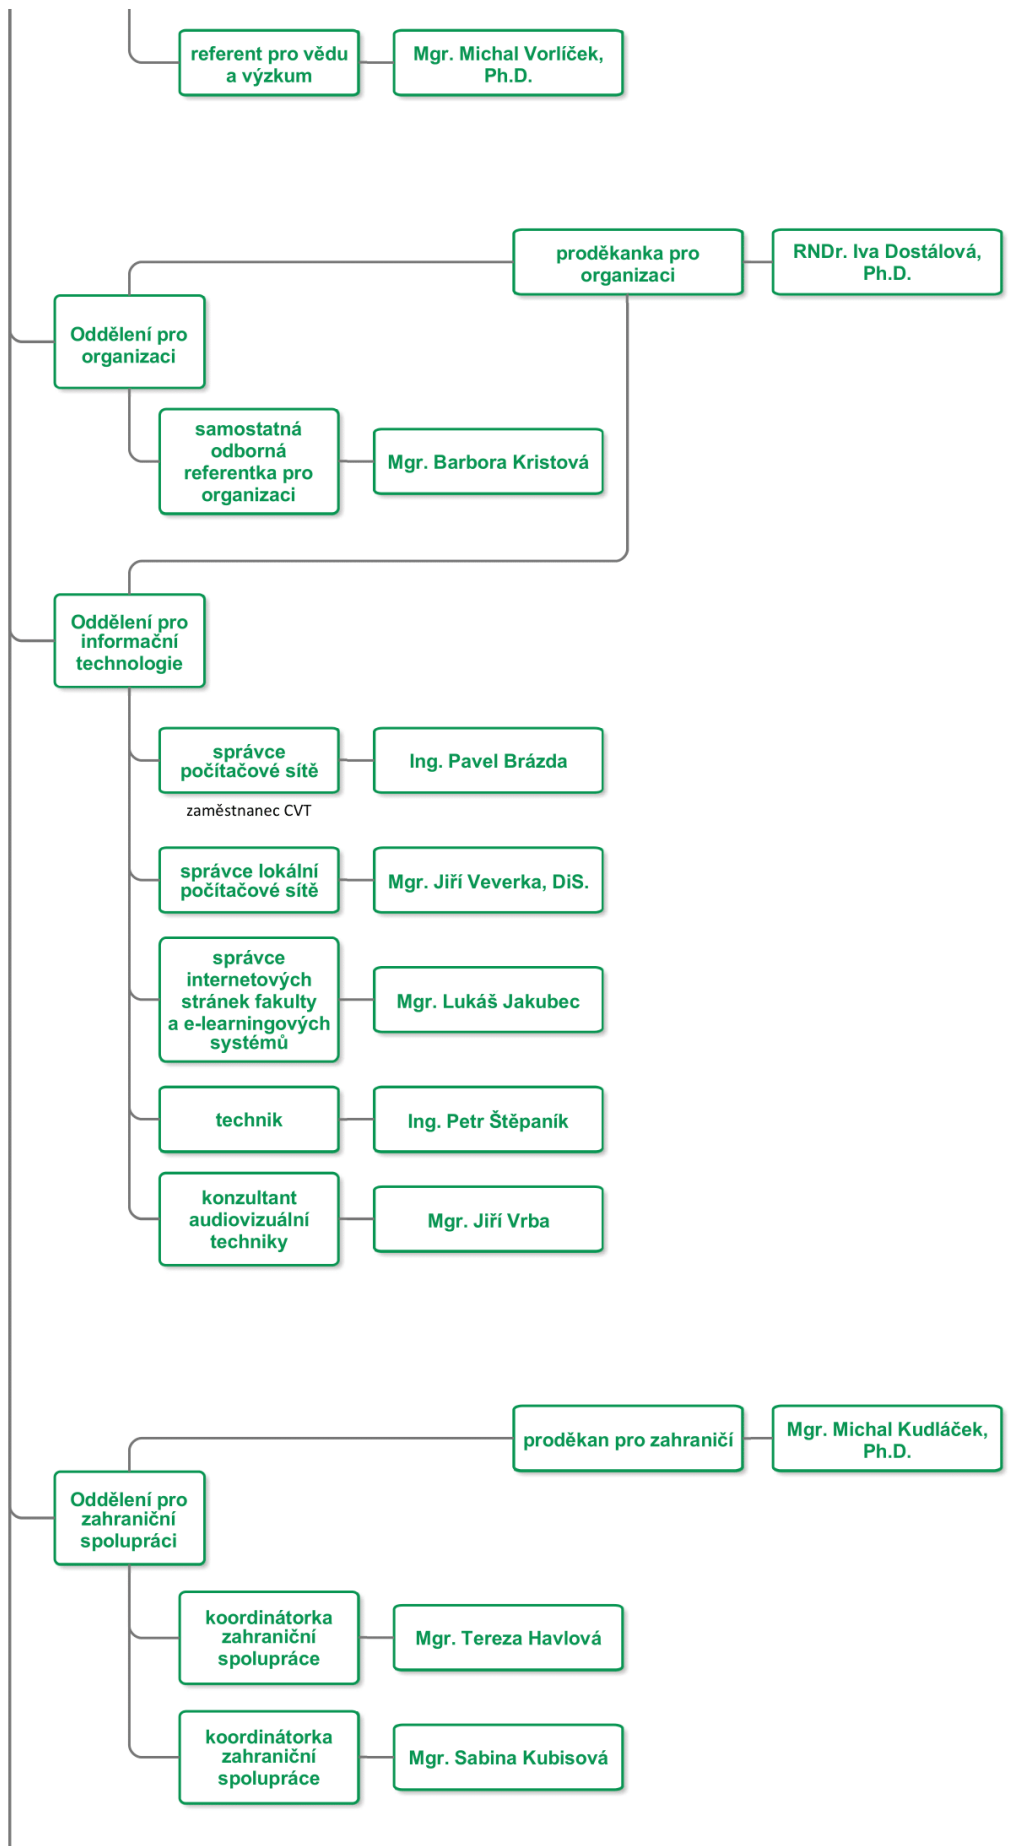 referent pro vědu
a výzkum
Mgr. Michal Vorlíček,
Ph.D.
proděkanka pro
organizaci
RNDr. Iva Dostálová,
Ph.D.
Oddělení pro
organizaci
samostatná
odborná
referentka pro
organizaci
Mgr. Barbora Kristová
Oddělení pro
informační
technologie
správce
počítačové sítě
Ing. Pavel Brázda
zaměstnanec CVT
správce lokální
počítačové sítě
Mgr. Jiří Veverka, DiS.
správce
internetových
stránek fakulty
a e-learningových
systémů
Mgr. Lukáš Jakubec
technik
Ing. Petr Štěpaník
konzultant
audiovizuální
techniky
Mgr. Jiří Vrba
proděkan pro zahraničí
Mgr. Michal Kudláček,
Ph.D.
Oddělení pro
zahraniční
spolupráci
koordinátorka
zahraniční
spolupráce
Mgr. Tereza Havlová
koordinátorka
zahraniční
spolupráce
Mgr. Sabina Kubisová